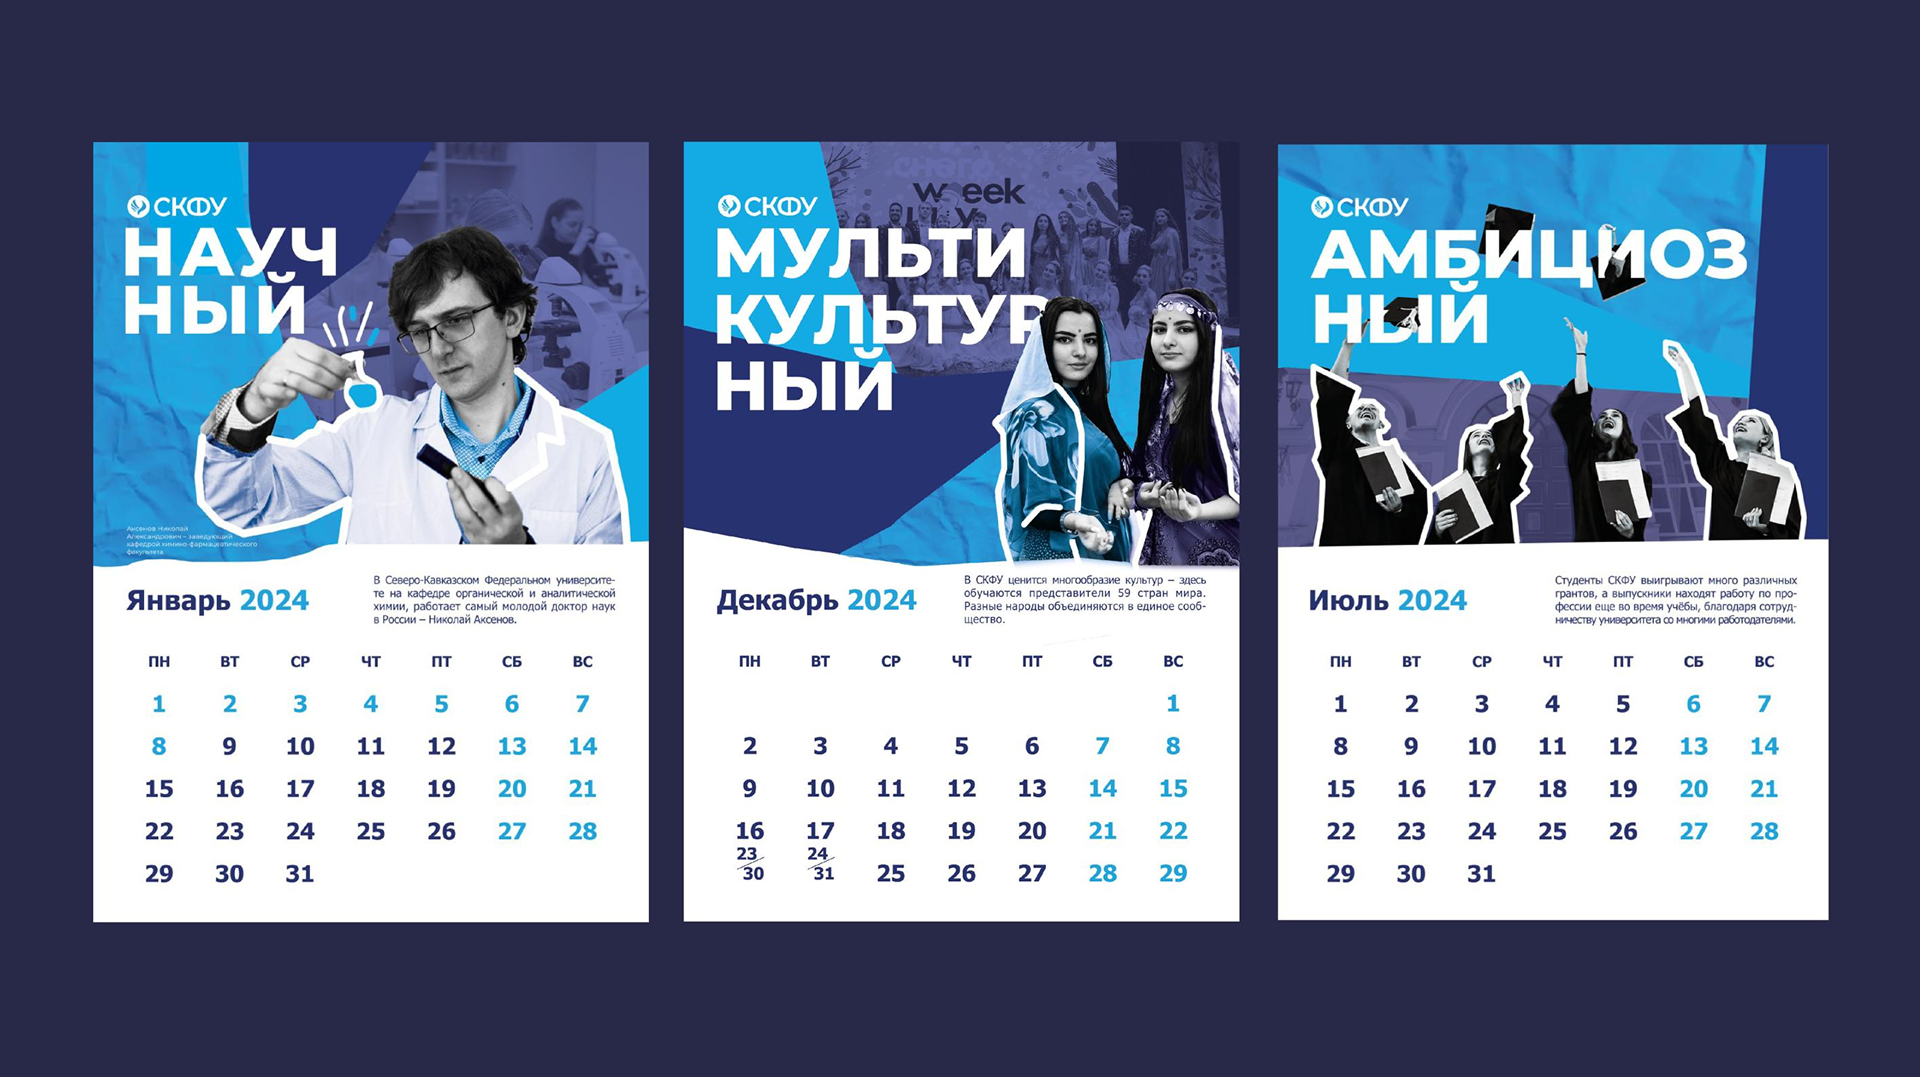 СКФУ
НАУЧ
НЫЙ
Аксенов Николай
Александрович – заведующий
кафедрой химико-фармацевтического
факультета
Январь 2024
В Северо-Кавказском Федеральном университе-
те на кафедре органической и аналитической
химии, работает самый молодой доктор наук
в России – Николай Аксенов.
ПН ВТ СР ЧТ ПТ СБ ВС
1 2 3 4 5 6 7
8 9 10 11 12 13 14
15 16 17 18 19 20 21
22 23 24 25 26 27 28
29 30 31
week
СКФУ
МУЛЬТИ
КУЛЬТУР
НЫЙ
Декабрь 2024
В СКФУ ценится многообразие культур – здесь
обучаются представители 59 стран мира.
Разные народы объединяются в единое сооб-
щество.
ПН ВТ СР ЧТ ПТ СБ ВС
1
2 3 4 5 6 7 8
9 10 11 12 13 14 15
16 17 18 19 20 21 22
23/30 24/31 25 26 27 28 29
СКФУ
АМБИЦИОЗ
НЫЙ
Июль 2024
Студенты СКФУ выигрывают много различных
грантов, а выпускники находят работу по про-
фессии еще во время учёбы, благодаря сотруд-
ничеству университета со многими работодателями.
ПН ВТ СР ЧТ ПТ СБ ВС
1 2 3 4 5 6 7
8 9 10 11 12 13 14
15 16 17 18 19 20 21
22 23 24 25 26 27 28
29 30 31